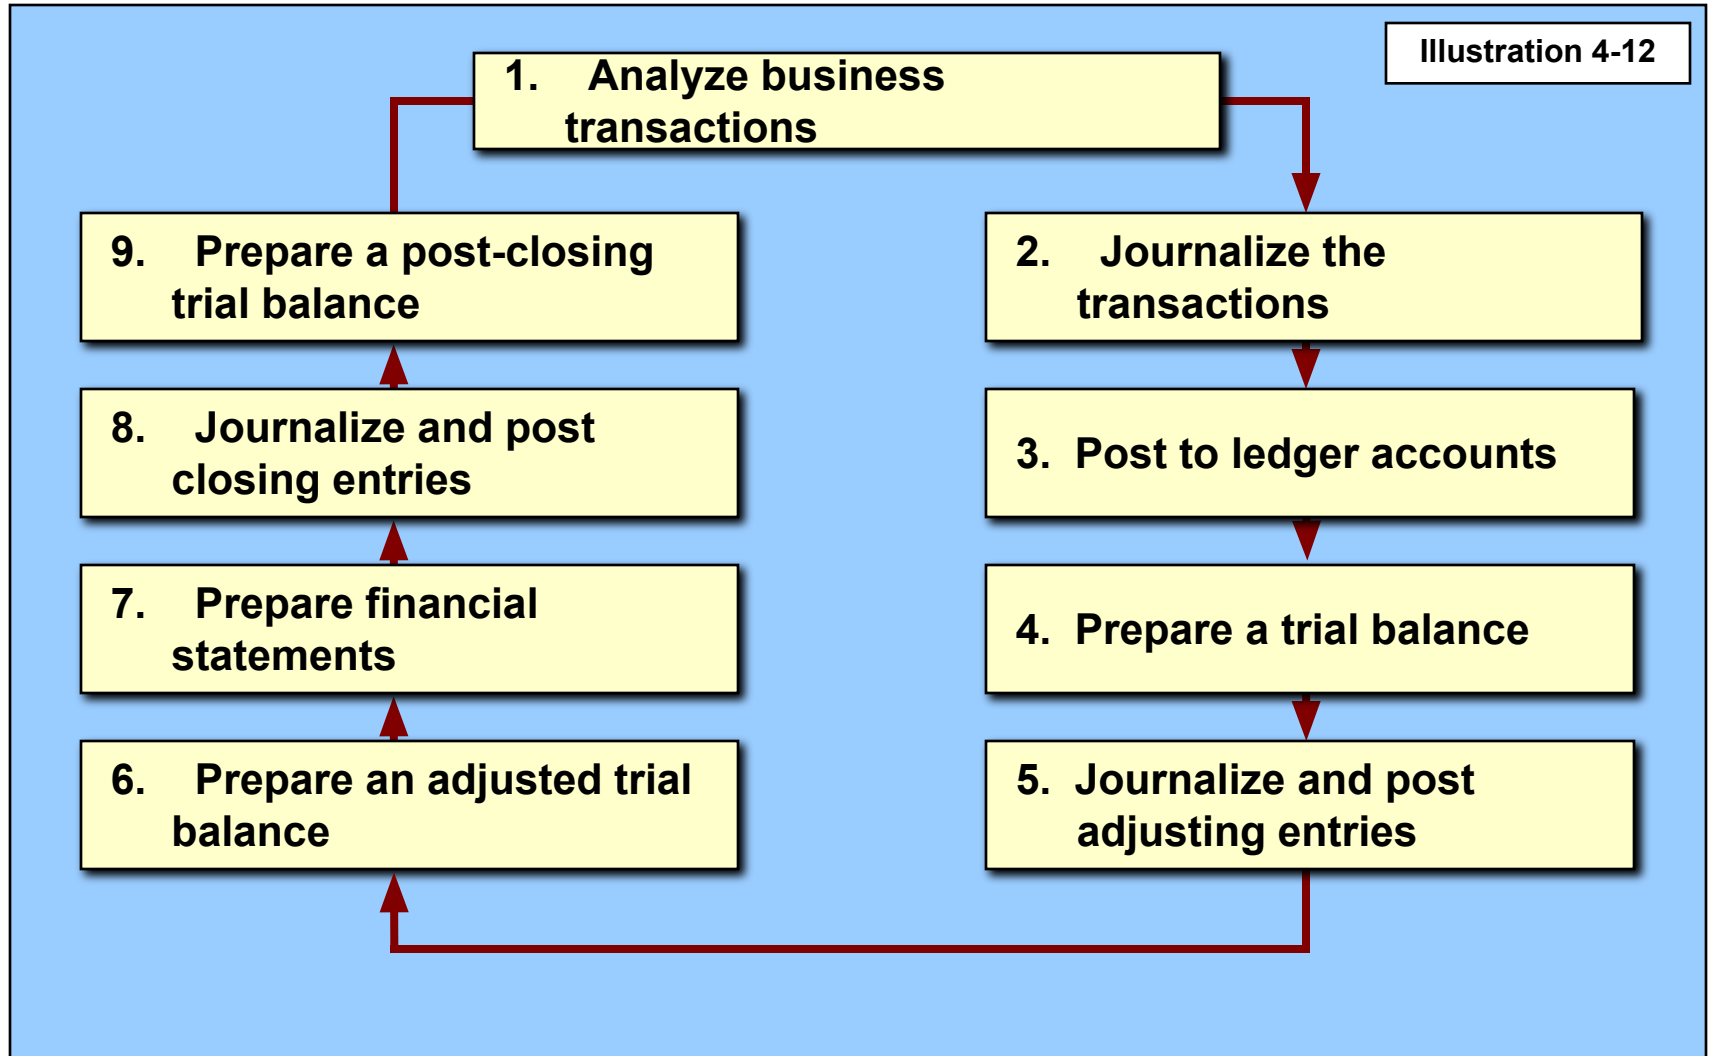 Illustration 4-12
1. Analyze business
transactions
2. Journalize the
transactions
3. Post to ledger accounts
4. Prepare a trial balance
5. Journalize and post
adjusting entries
6. Prepare an adjusted trial
balance
7. Prepare financial
statements
8. Journalize and post
closing entries
9. Prepare a post-closing
trial balance